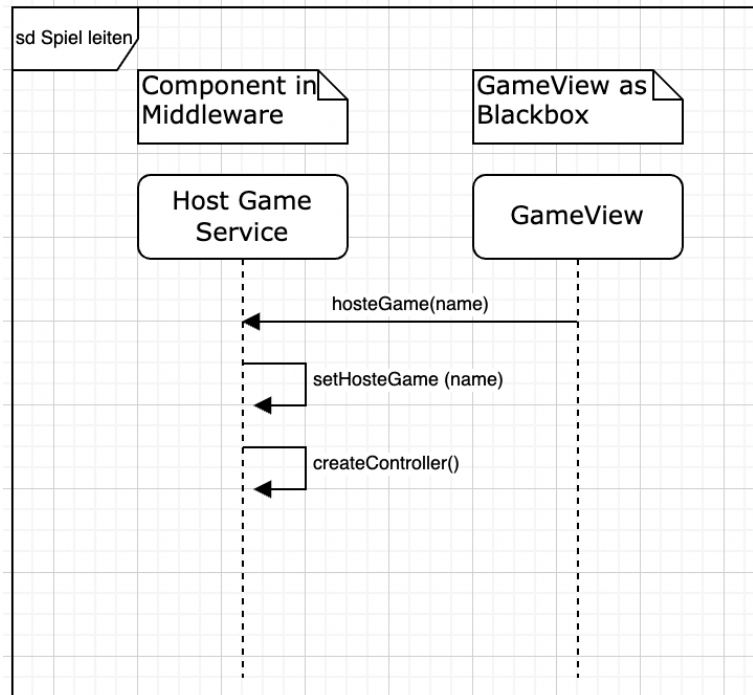 sd Spiel leiten
Component in
Middleware
GameView as
Blackbox
Host Game
Service
GameView
hosteGame(name)
setHosteGame (name)
createController()